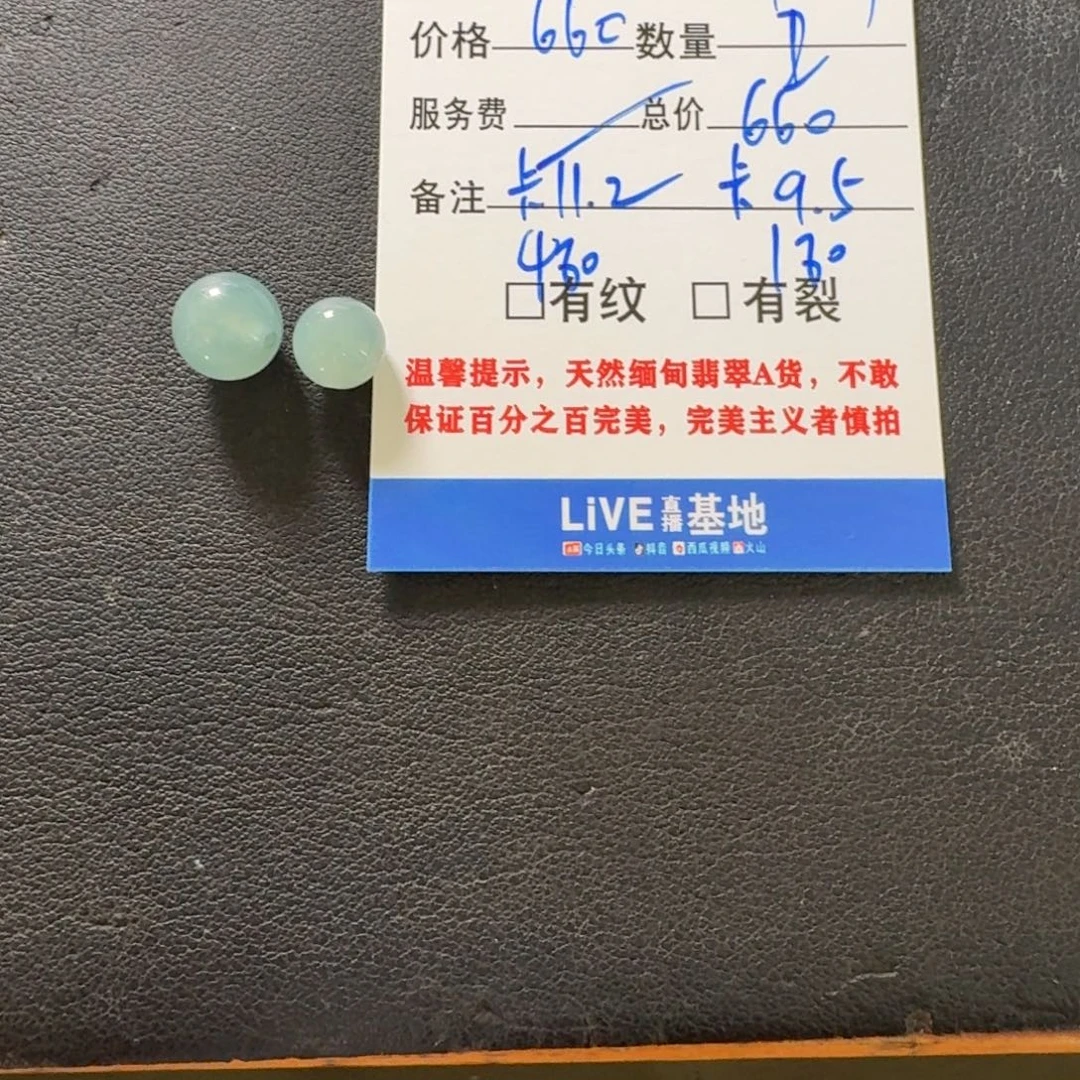 价格 660 数量
服务费 总价 660
备注 卡11.2 卡9.5
□有纹 □有裂
温馨提示，天然缅甸翡翠A货，不敢
保证百分之百完美，完美主义者慎拍
LiVE直播基地
今日头条 抖音 西瓜视频 火山